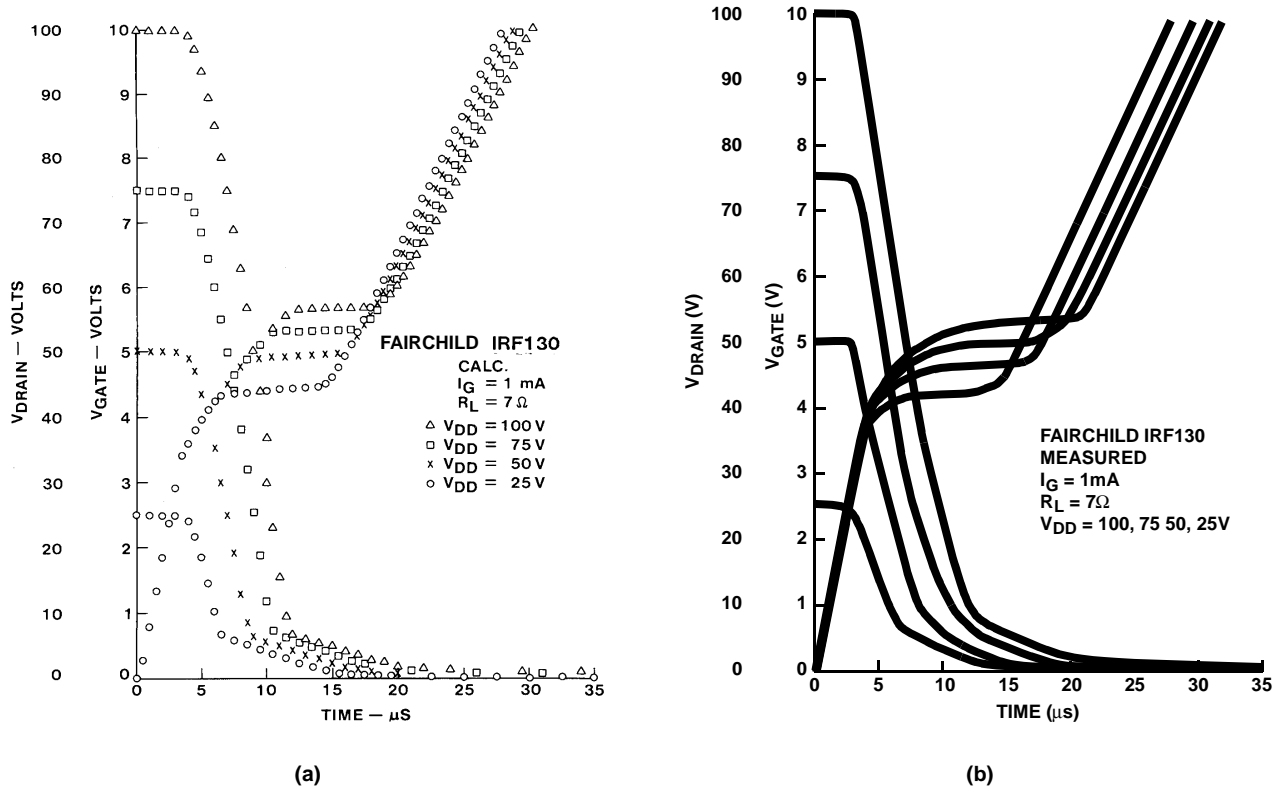 100
90
80
70
60
50
40
30
20
10
0
VDRAIN — VOLTS
10
9
8
7
6
5
4
3
2
1
0
VGATE — VOLTS
FAIRCHILD IRF130
CALC.
IG = 1 mA
RL = 7 Ω
△ VDD = 100 V
□ VDD = 75 V
x VDD = 50 V
○ VDD = 25 V
0 5 10 15 20 25 30 35
TIME — μS
(a)
100
90
80
70
60
50
40
30
20
10
0
VDRAIN (V)
10
9
8
7
6
5
4
3
2
1
0
VGATE (V)
FAIRCHILD IRF130
MEASURED
IG = 1mA
RL = 7Ω
VDD = 100, 75 50, 25V
0 5 10 15 20 25 30 35
TIME (μs)
(b)